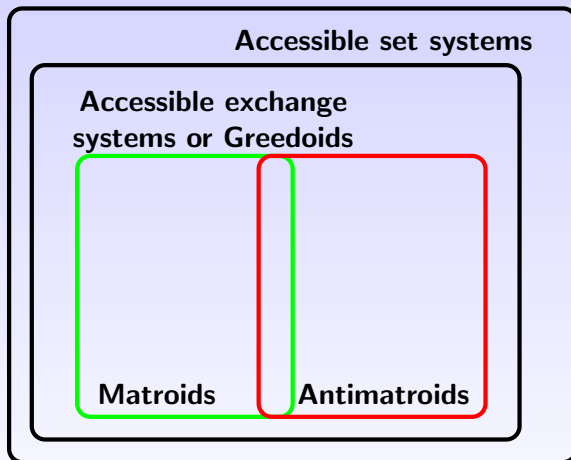 Accessible set systems
Accessible exchange
systems or Greedoids
Matroids
Antimatroids